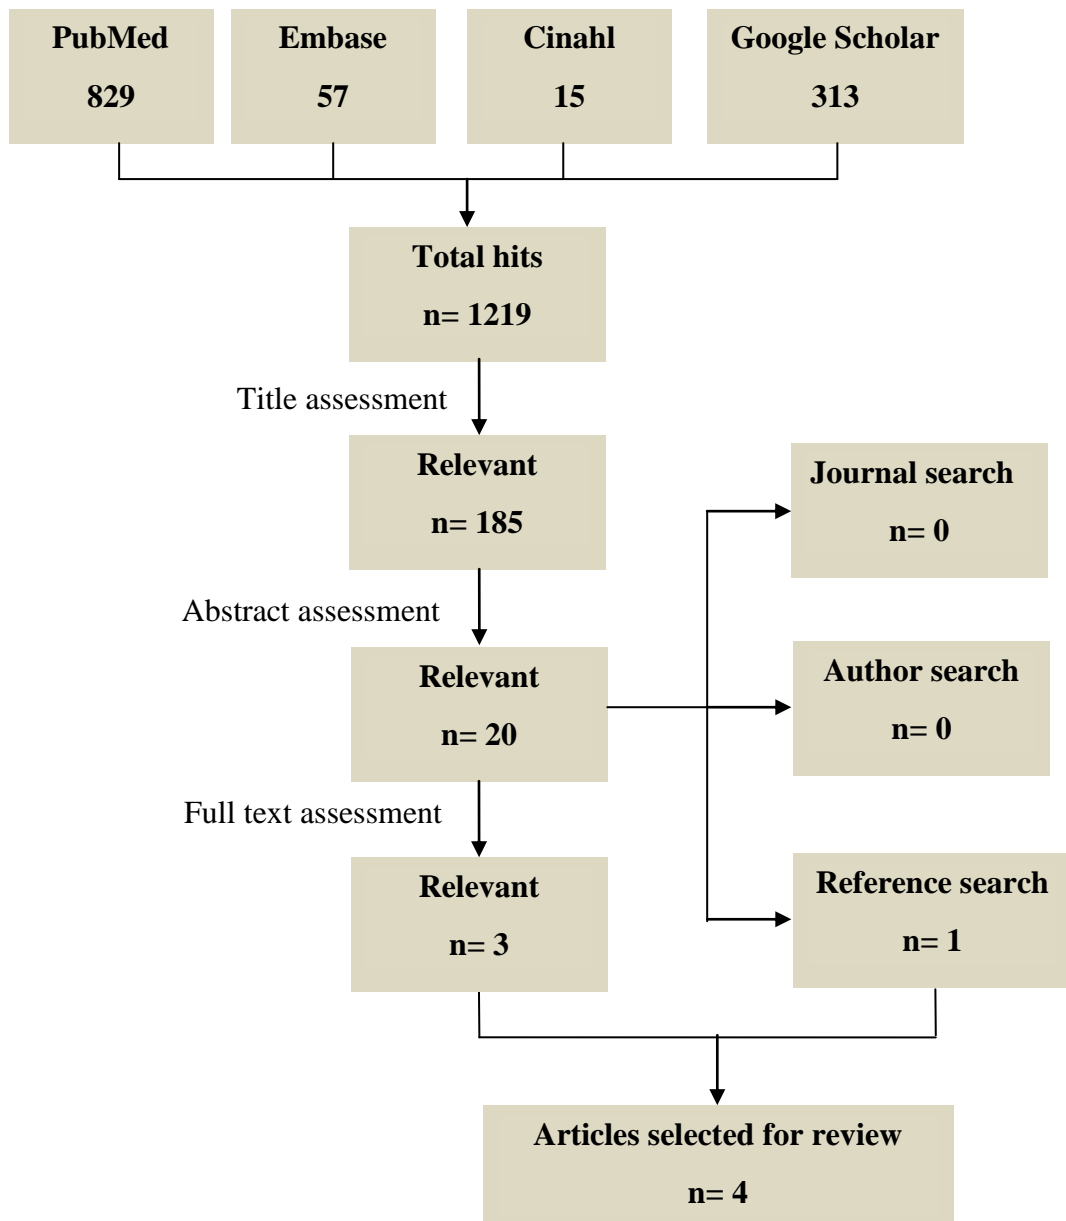 PubMed
829
Embase
57
Cinahl
15
Google Scholar
313
Total hits
n= 1219
Title assessment
Relevant
n= 185
Journal search
n= 0
Abstract assessment
Relevant
n= 20
Author search
n= 0
Full text assessment
Relevant
n= 3
Reference search
n= 1
Articles selected for review
n= 4